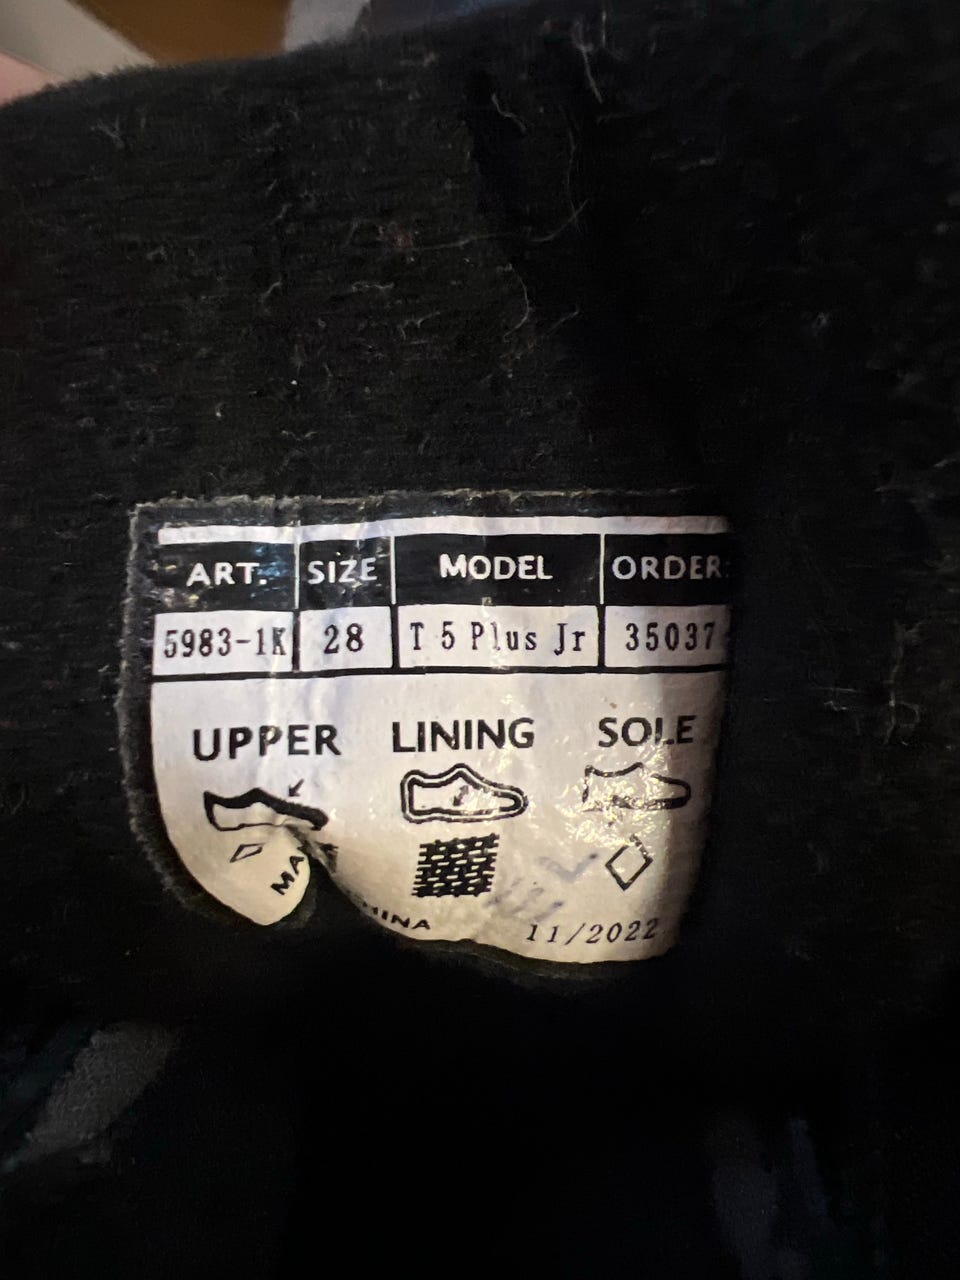 ART. SIZE MODEL ORDER:
5983-1K 28 T 5 Plus Jr 35037
UPPER LINING SOLE
11/2022